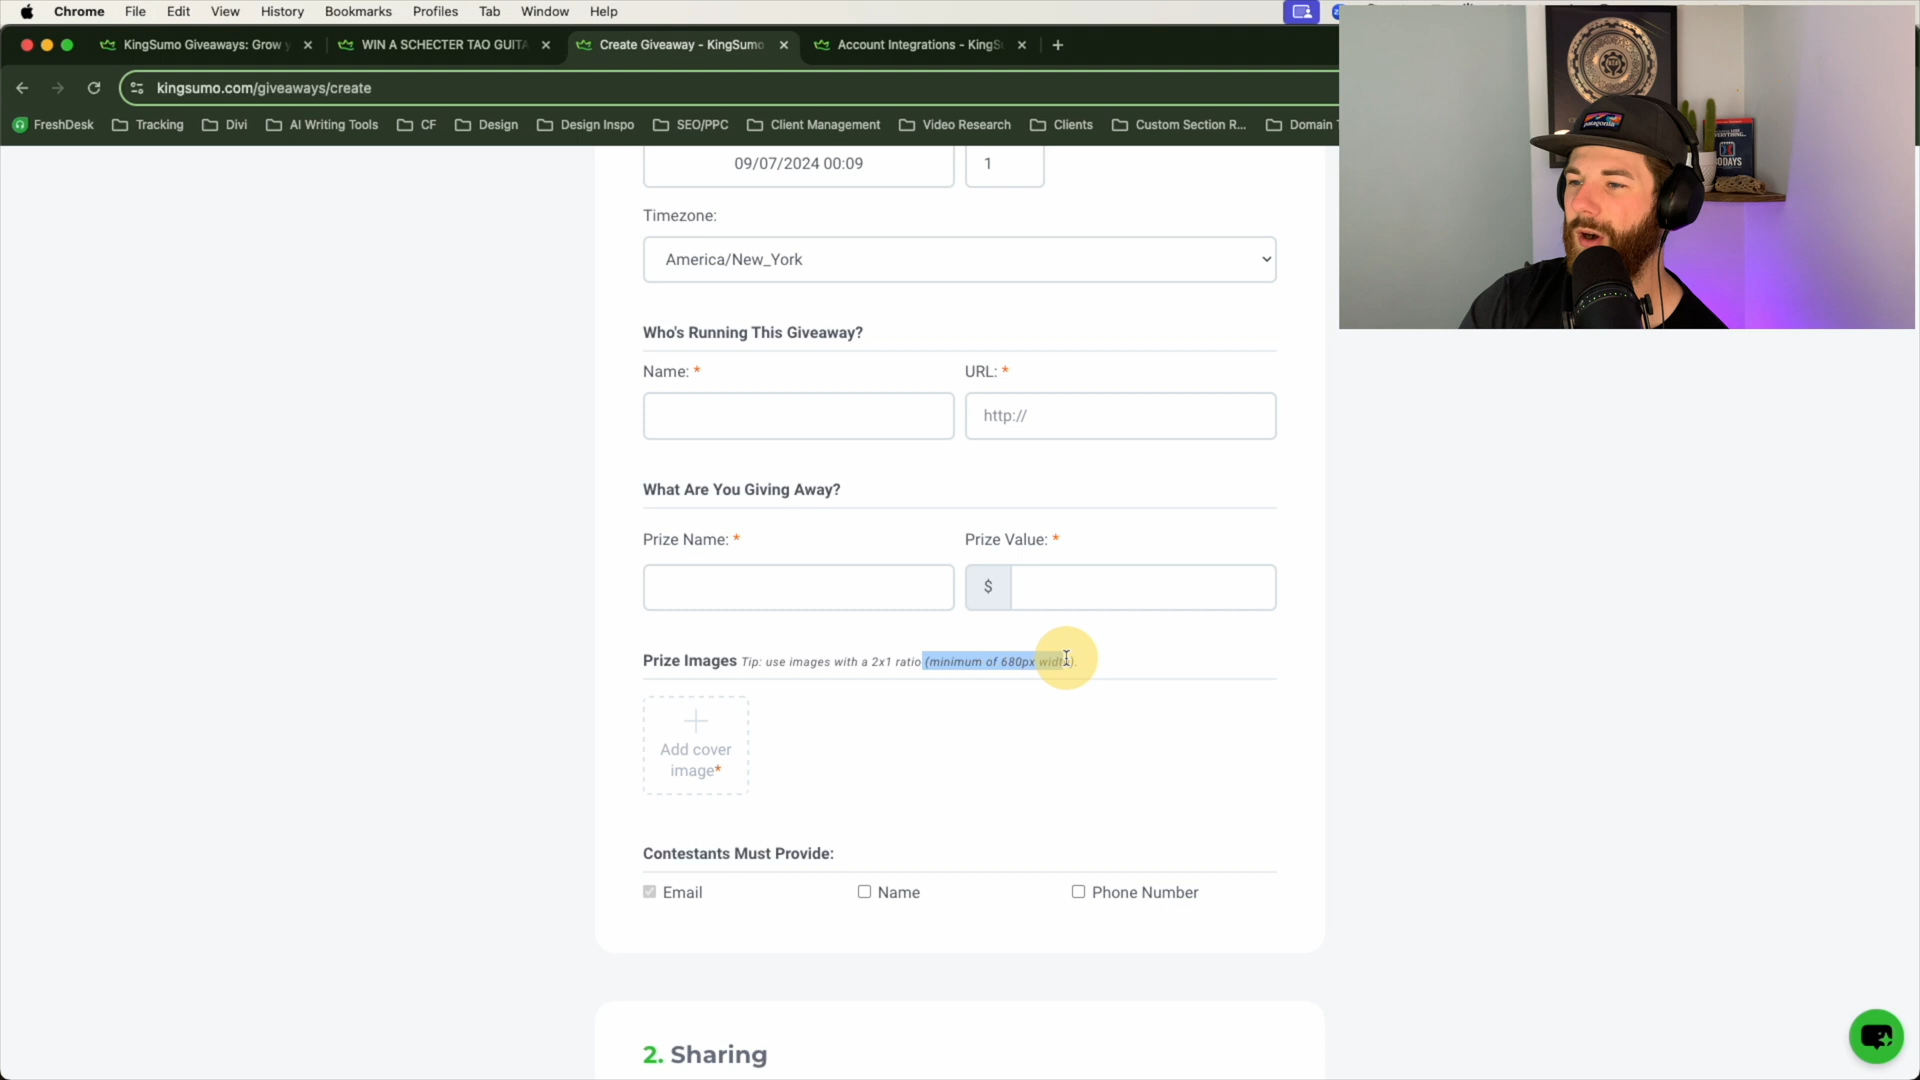 Chrome File Edit View History Bookmarks Profiles Tab Window Help
KingSumo Giveaways: Grow y
WIN A SCHECTER TAO GUITA
Create Giveaway - KingSumo
Account Integrations - KingS
kingsumo.com/giveaways/create
FreshDesk Tracking Divi AI Writing Tools CF Design Design Inspo SEO/PPC Client Management Video Research Clients Custom Section R... Domain T
patagonia
30DAYS
09/07/2024 00:09 1
Timezone:
America/New_York
Who's Running This Giveaway?
Name: * URL: *
http://
What Are You Giving Away?
Prize Name: * Prize Value: *
$
Prize Images Tip: use images with a 2x1 ratio (minimum of 680px width).
Add cover
image*
Contestants Must Provide:
Email Name Phone Number
2. Sharing